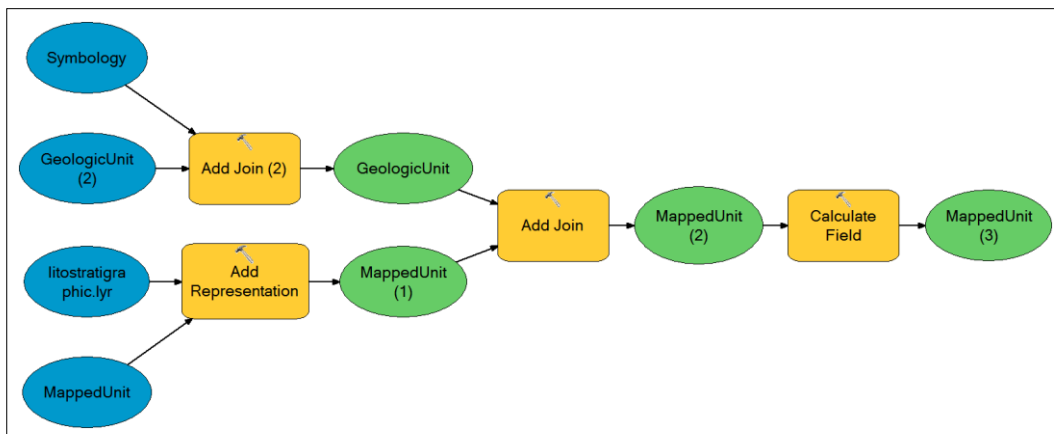 Symbology
GeologicUnit
(2)
Add Join (2)
GeologicUnit
litostratigra
phic.lyr
Add
Representation
MappedUnit
(1)
MappedUnit
Add Join
MappedUnit
(2)
Calculate
Field
MappedUnit
(3)